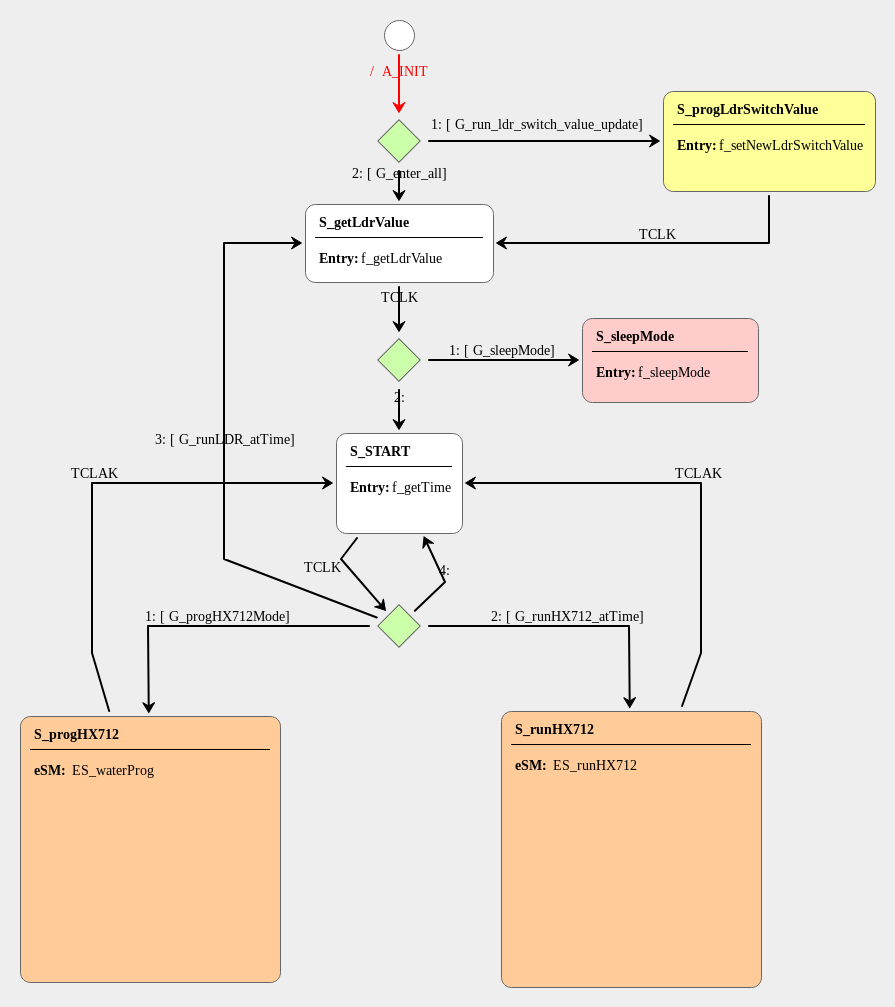 / A_INIT
1: [ G_run_ldr_switch_value_update]
S_progLdrSwitchValue
Entry: f_setNewLdrSwitchValue
2: [ G_enter_all]
S_getLdrValue
Entry: f_getLdrValue
TCLK
TCLK
1: [ G_sleepMode]
S_sleepMode
Entry: f_sleepMode
2:
3: [ G_runLDR_atTime]
S_START
Entry: f_getTime
TCLAK
TCLAK
TCLK
4:
1: [ G_progHX712Mode]
2: [ G_runHX712_atTime]
S_progHX712
eSM: ES_waterProg
S_runHX712
eSM: ES_runHX712